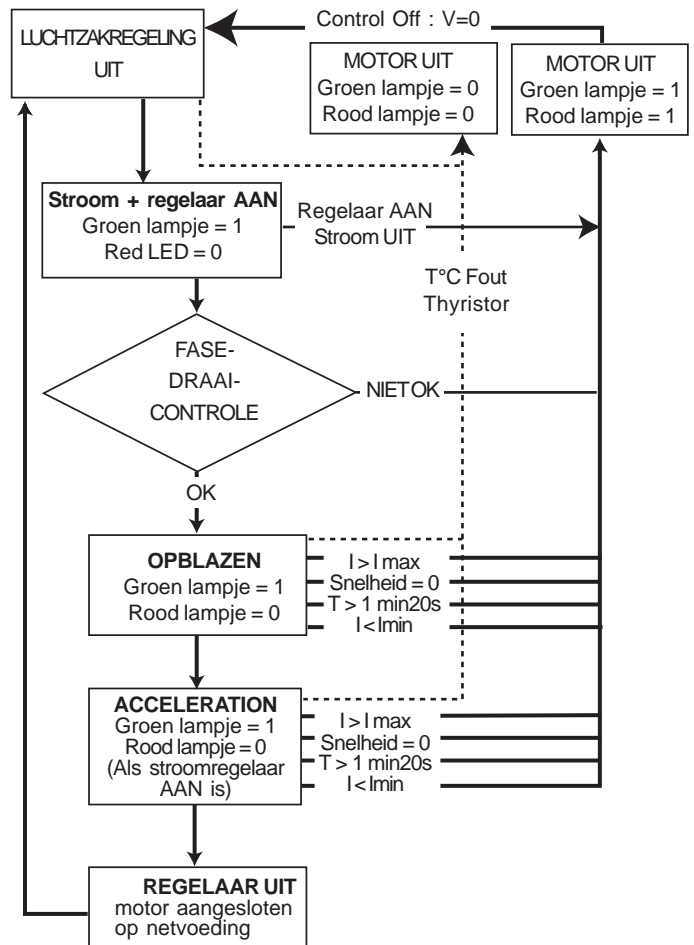 Control Off : V=0
LUCHTZAKREGELING
UIT
MOTOR UIT
Groen lampje = 0
Rood lampje = 0
MOTOR UIT
Groen lampje = 1
Rood lampje = 1
Stroom + regelaar AAN
Groen lampje = 1
Red LED = 0
Regelaar AAN
Stroom UIT
T°C Fout
Thyristor
FASE-
DRAAI-
CONTROLE
NIET OK
OK
OPBLAZEN
Groen lampje = 1
Rood lampje = 0
I > I max
Snelheid = 0
T > 1 min20s
I < Imin
ACCELERATION
Groen lampje = 1
Rood lampje = 0
(Als stroomregelaar
AAN is)
I > I max
Snelheid = 0
T > 1 min20s
I < Imin
REGELAAR UIT
motor aangesloten
op netvoeding